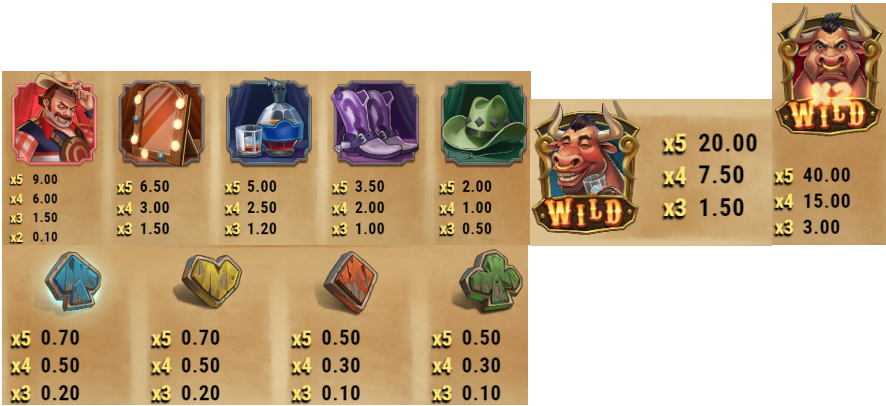 X2
WILD
WILD
x5 9.00
x4 6.00
x3 1.50
x2 0.10
x5 6.50
x4 3.00
x3 1.50
x5 5.00
x4 2.50
x3 1.20
x5 3.50
x4 2.00
x3 1.00
x5 2.00
x4 1.00
x3 0.50
x5 20.00
x4 7.50
x3 1.50
x5 40.00
x4 15.00
x3 3.00
x5 0.70
x4 0.50
x3 0.20
x5 0.70
x4 0.50
x3 0.20
x5 0.50
x4 0.30
x3 0.10
x5 0.50
x4 0.30
x3 0.10